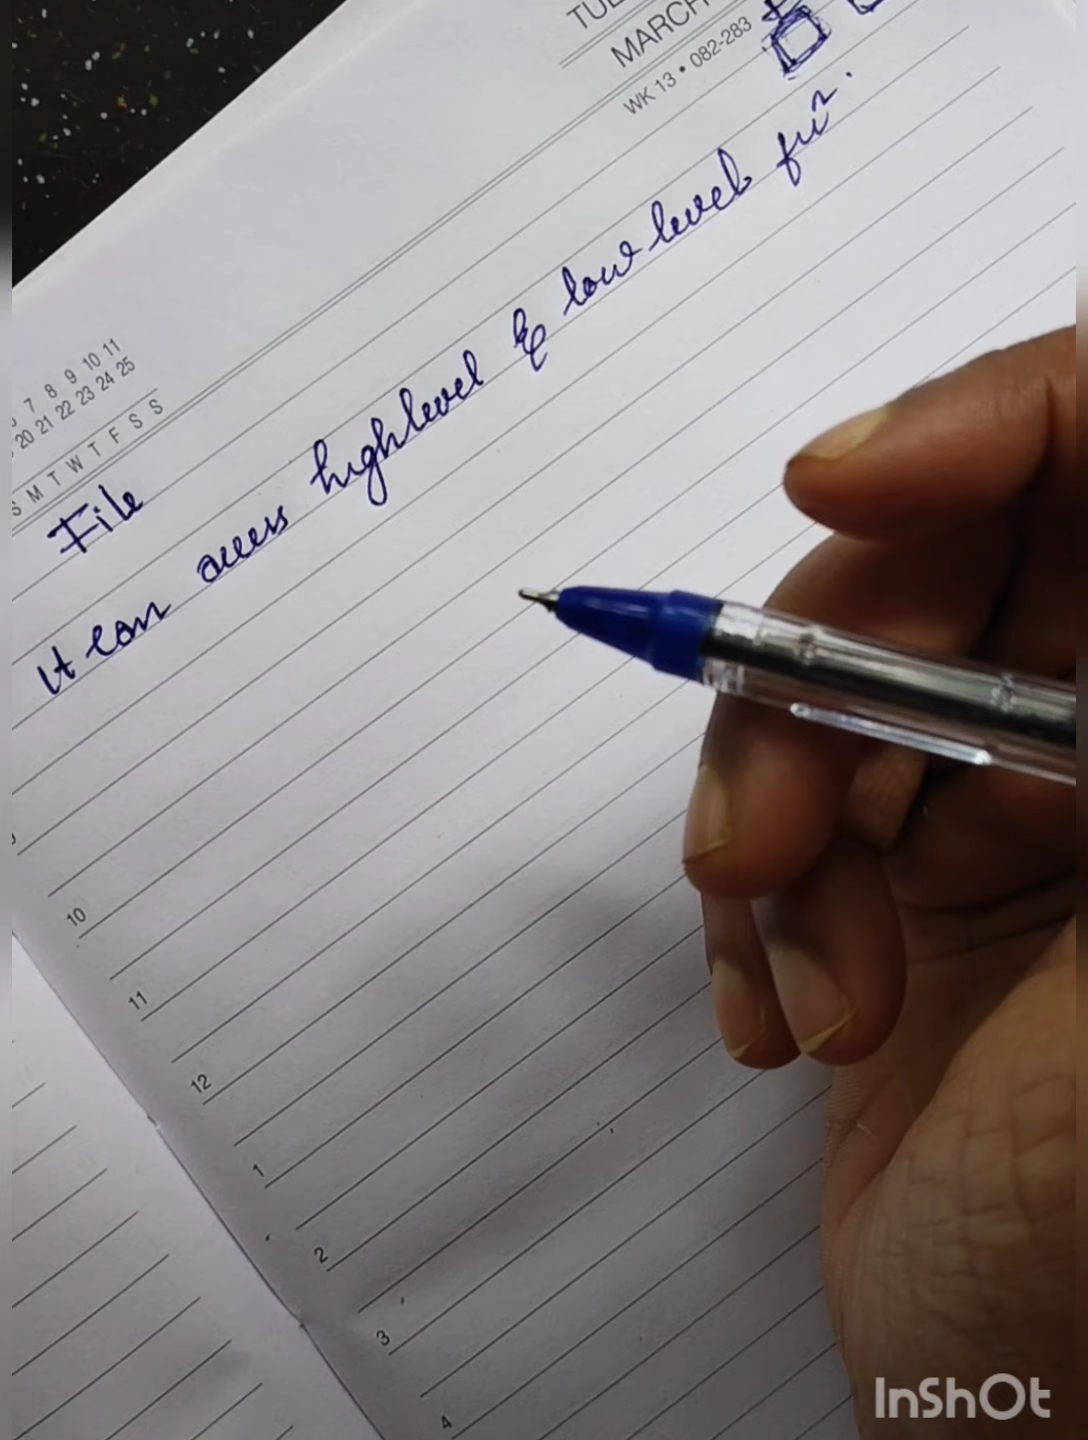 TUE
MARCH
WK 13 • 082-283
7 8 9 10 11
20 21 22 23 24 25
S M T W T F S S
File
It can access highlevel & low level fun.
10
11
12
1
2
3
4
InShOt